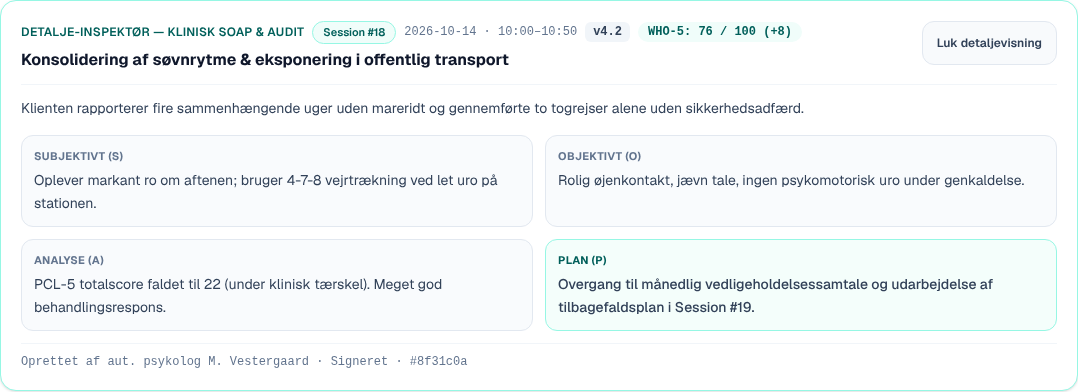 DETALJE-INSPEKTØR — KLINISK SOAP & AUDIT Session #18 2026-10-14 · 10:00–10:50 v4.2 WHO-5: 76 / 100 (+8)
Luk detaljevisning
Konsolidering af søvnrytme & eksponering i offentlig transport
Klienten rapporterer fire sammenhængende uger uden mareridt og gennemførte to togrejser alene uden sikkerhedsadfærd.
SUBJEKTIVT (S)
Oplever markant ro om aftenen; bruger 4-7-8 vejrtrækning ved let uro på
stationen.
OBJEKTIVT (O)
Rolig øjenkontakt, jævn tale, ingen psykomotorisk uro under genkaldelse.
ANALYSE (A)
PCL-5 totalscore faldet til 22 (under klinisk tærskel). Meget god
behandlingsrespons.
PLAN (P)
Overgang til månedlig vedligeholdelsessamtale og udarbejdelse af
tilbagefaldsplan i Session #19.
Oprettet af aut. psykolog M. Vestergaard · Signeret · #8f31c0a